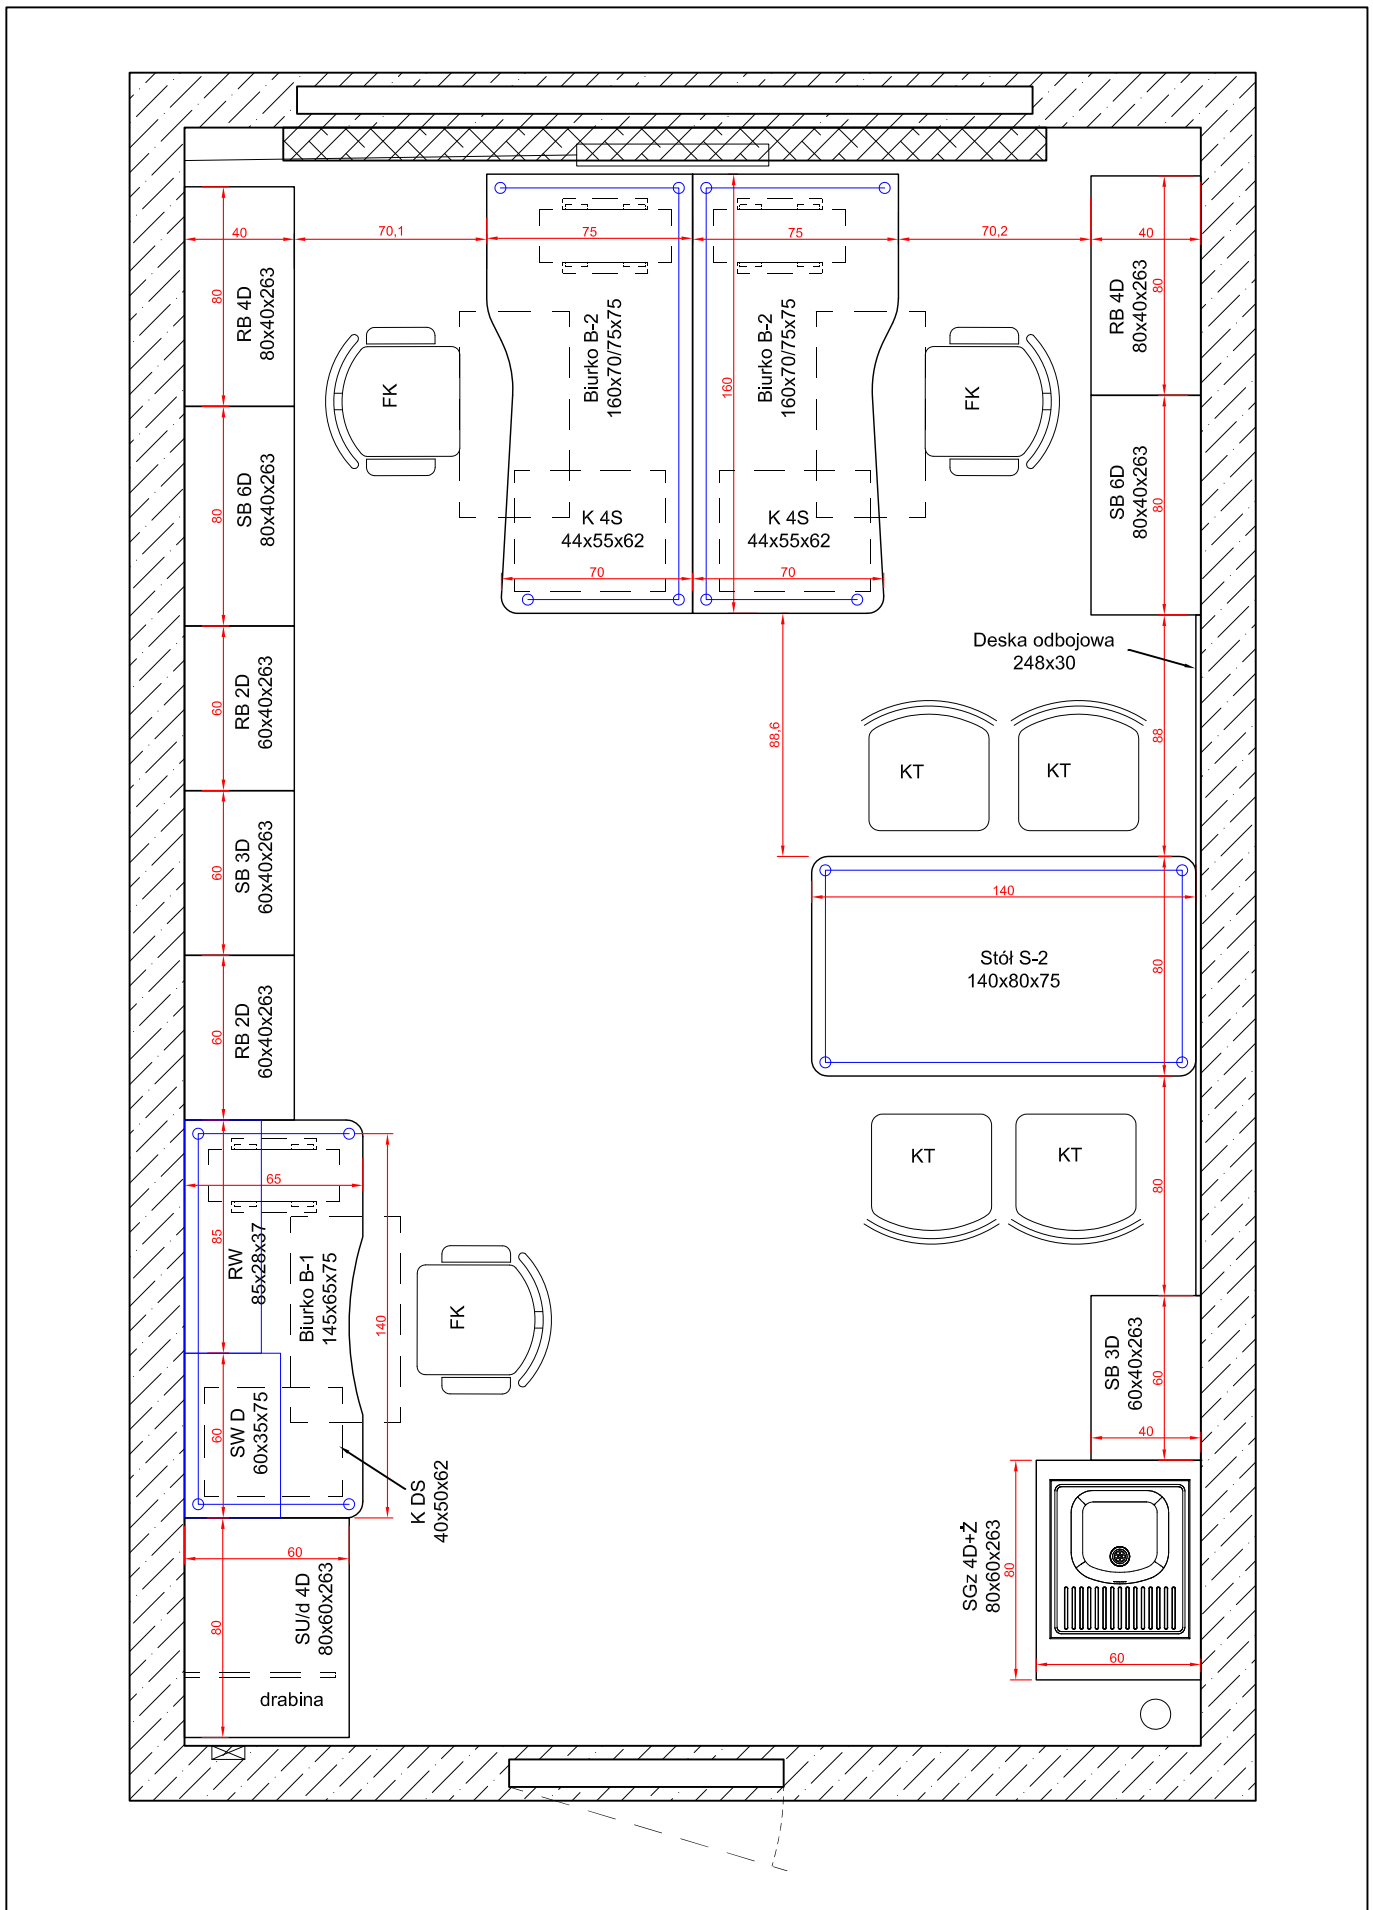 40
70,1
75
75
70,2
40
80
RB 4D
80x40x263
Biurko B-2
160x70/75x75
Biurko B-2
160x70/75x75
160
80
RB 4D
80x40x263
FK
FK
80
SB 6D
80x40x263
K 4S
44x55x62
K 4S
44x55x62
70
70
SB 6D
80x40x263
80
Deska odbojowa
248x30
60
RB 2D
60x40x263
88,6
88
KT
KT
60
SB 3D
60x40x263
140
Stół S-2
140x80x75
80
60
RB 2D
60x40x263
KT
KT
80
65
85
RW
85x28x37
Biurko B-1
145x65x75
140
FK
60
SW D
60x35x75
K DS
40x50x62
SB 3D
60x40x263
60
40
60
80
SU/d 4D
80x60x263
drabina
SGz 4D+Ż
80x60x263
80
60